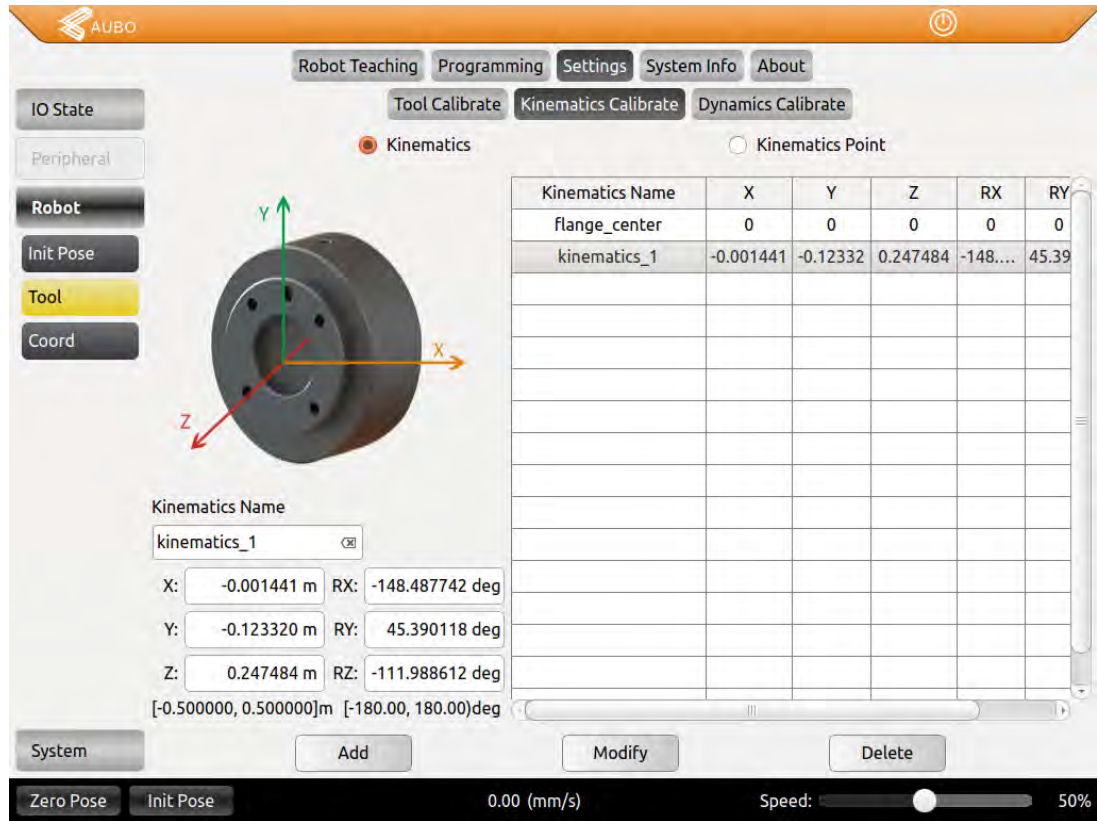 AUBO
Robot Teaching Programming Settings System Info About
IO State
Tool Calibrate Kinematics Calibrate Dynamics Calibrate
Peripheral
Kinematics Kinematics Point
Robot
Init Pose
Tool
Coord
Y
X
Z
Kinematics Name X Y Z RX RY
flange_center 0 0 0 0 0
kinematics_1 -0.001441 -0.12332 0.247484 -148.... 45.39
Kinematics Name
kinematics_1
X: -0.001441 m RX: -148.487742 deg
Y: -0.123320 m RY: 45.390118 deg
Z: 0.247484 m RZ: -111.988612 deg
[-0.500000, 0.500000]m [-180.00, 180.00)deg
System
Add Modify Delete
Zero Pose Init Pose 0.00 (mm/s) Speed: 50%